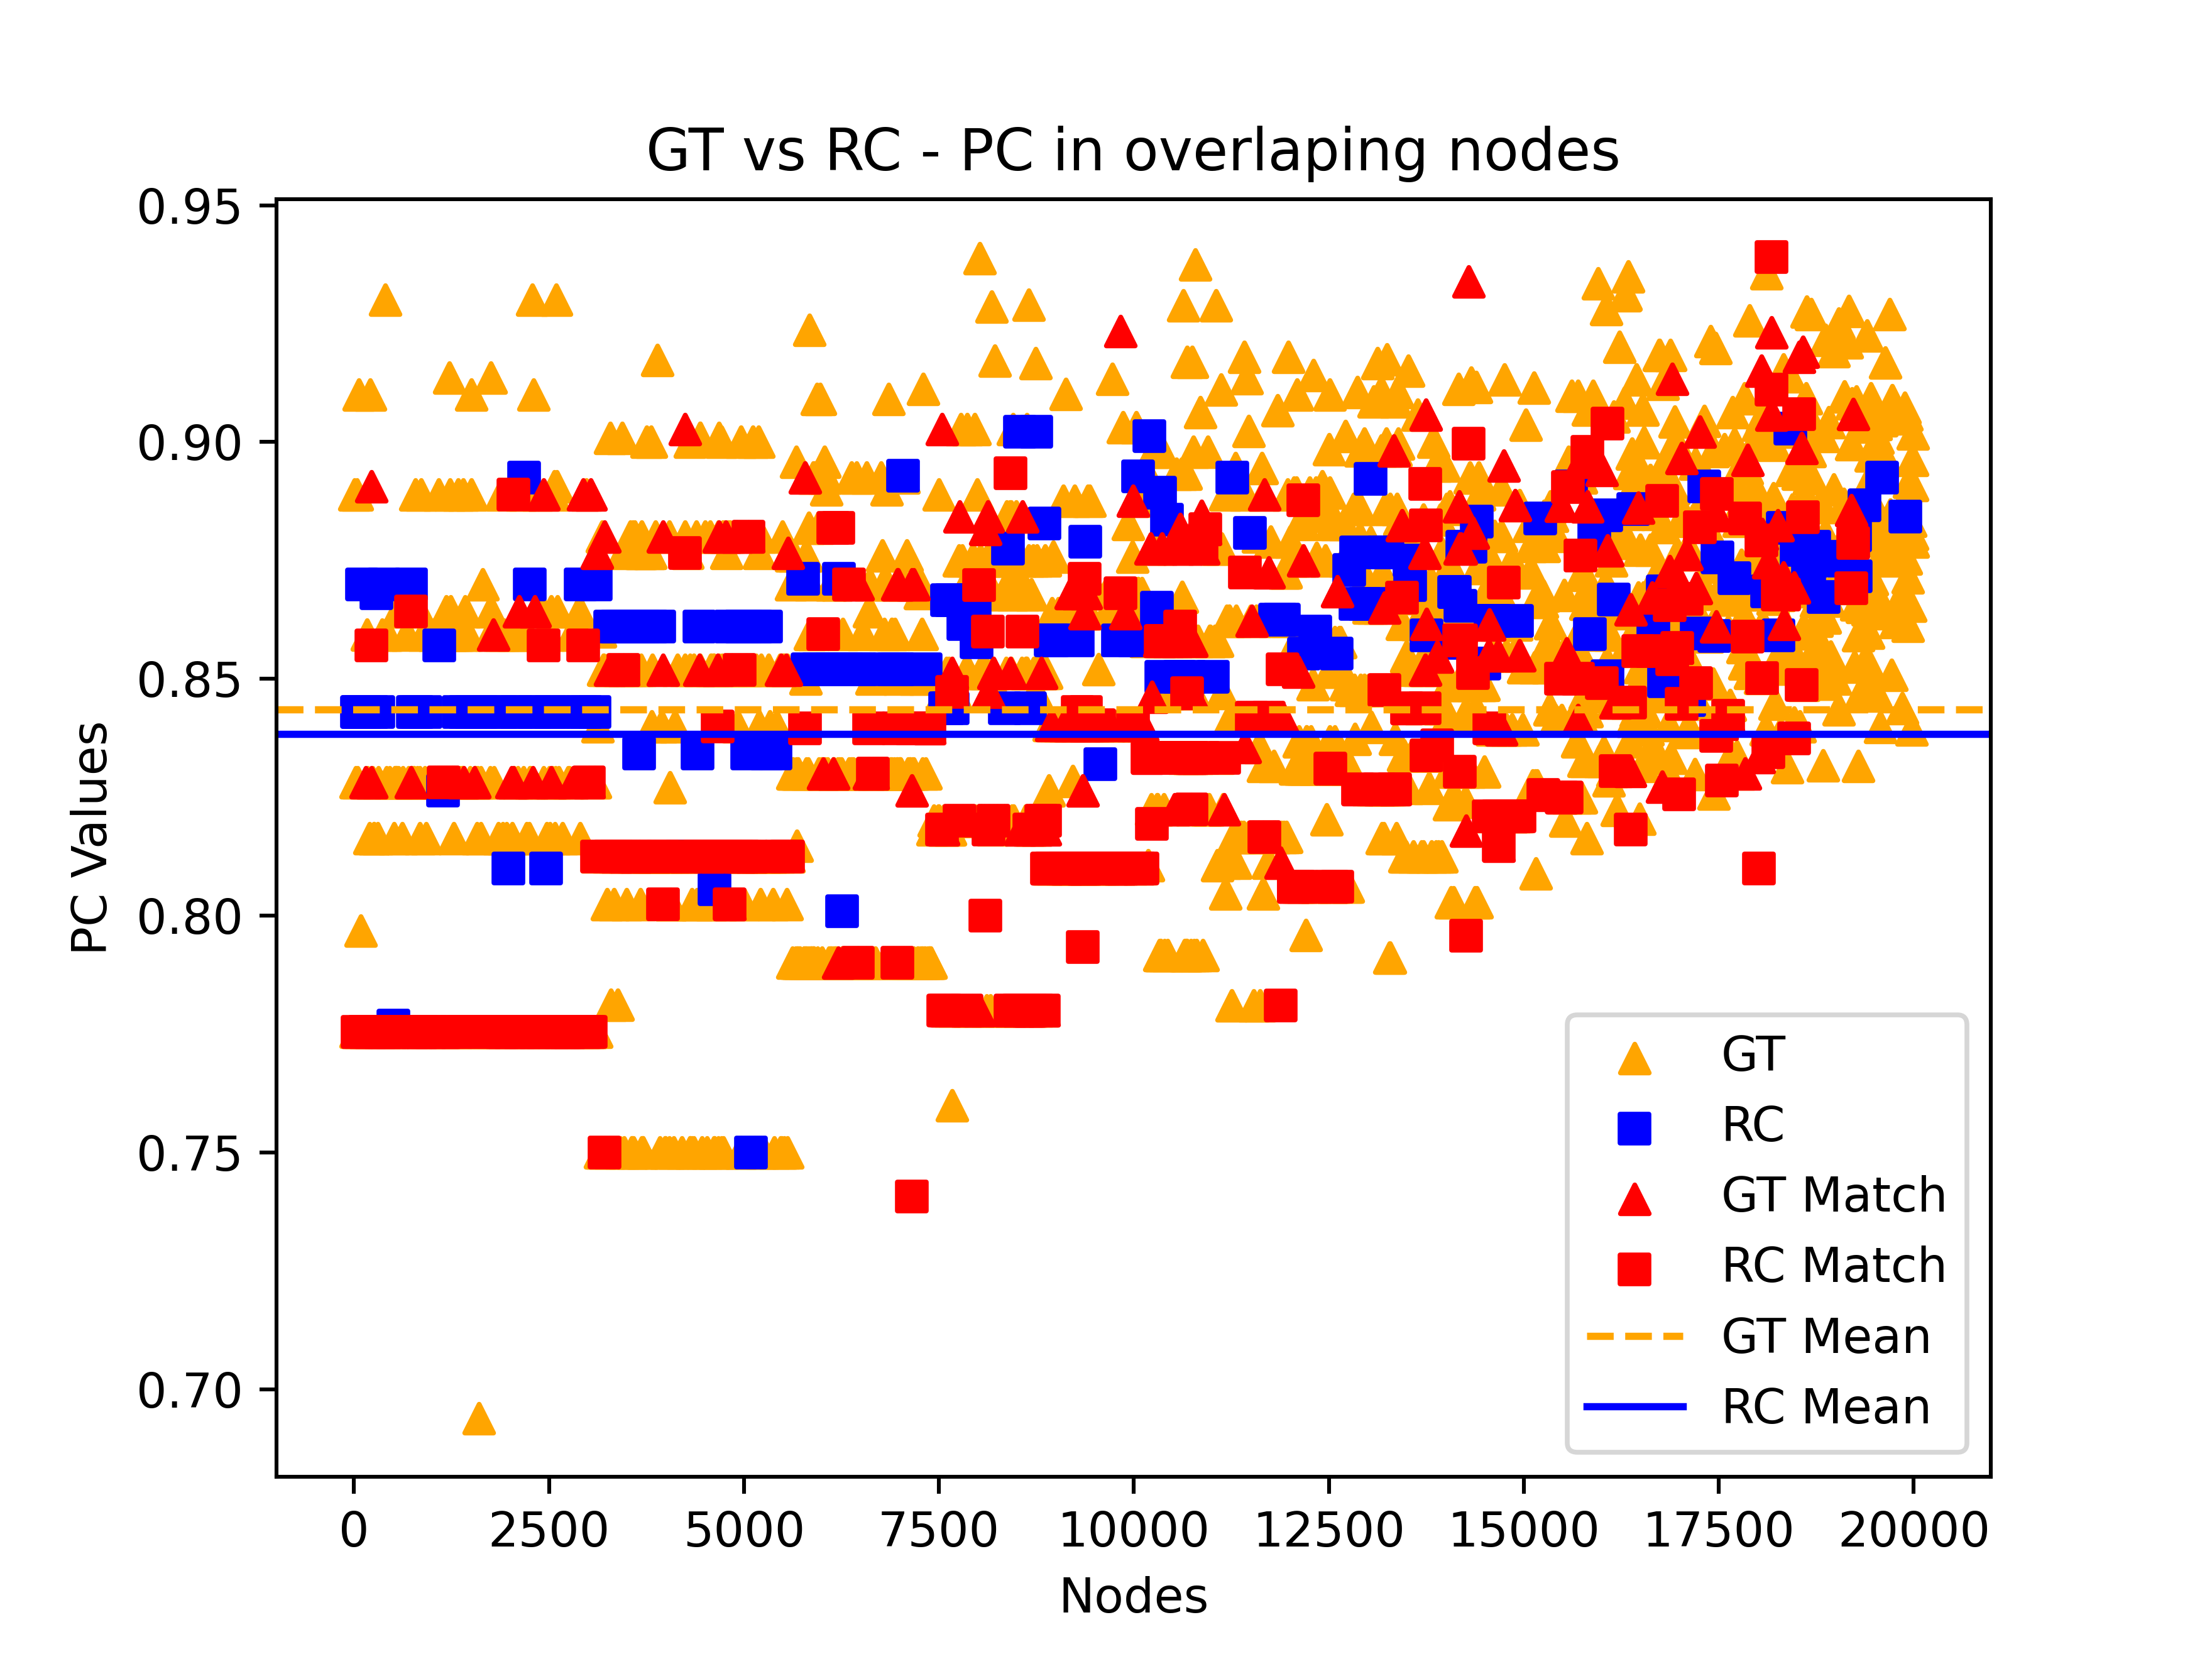 GT vs RC - PC in overlaping nodes
0.95
0.90
0.85
0.80
0.75
0.70
PC Values
GT
RC
GT Match
RC Match
GT Mean
RC Mean
0 2500 5000 7500 10000 12500 15000 17500 20000
Nodes